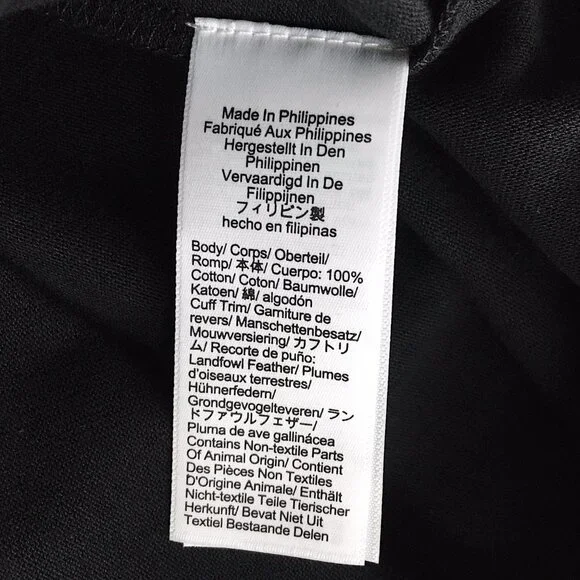 Made In Philippines
Fabriqué Aux Philippines
Hergestellt In Den
Philippinen
Vervaardigd In De
Filippijnen
フィリピン製
hecho en filipinas
Body/ Corps/ Oberteil/
Romp/ 本体/ Cuerpo: 100%
Cotton/ Coton/ Baumwolle/
Katoen/ 綿/ algodón
Cuff Trim/ Garniture de
revers/ Manschettenbesatz/
Mouwversiering/ カフトリ
ム/ Recorte de puño:
Landfowl Feather/ Plumes
d'oiseaux terrestres/
Hühnerfedern/
Grondgevogelteveren/ ラン
ドファウルフェザー/
Pluma de ave gallinácea
Contains Non-textile Parts
Of Animal Origin/ Contient
Des Pièces Non Textiles
D'Origine Animale/ Enthält
Nicht-textile Teile Tierischer
Herkunft/ Bevat Niet Uit
Textiel Bestaande Delen